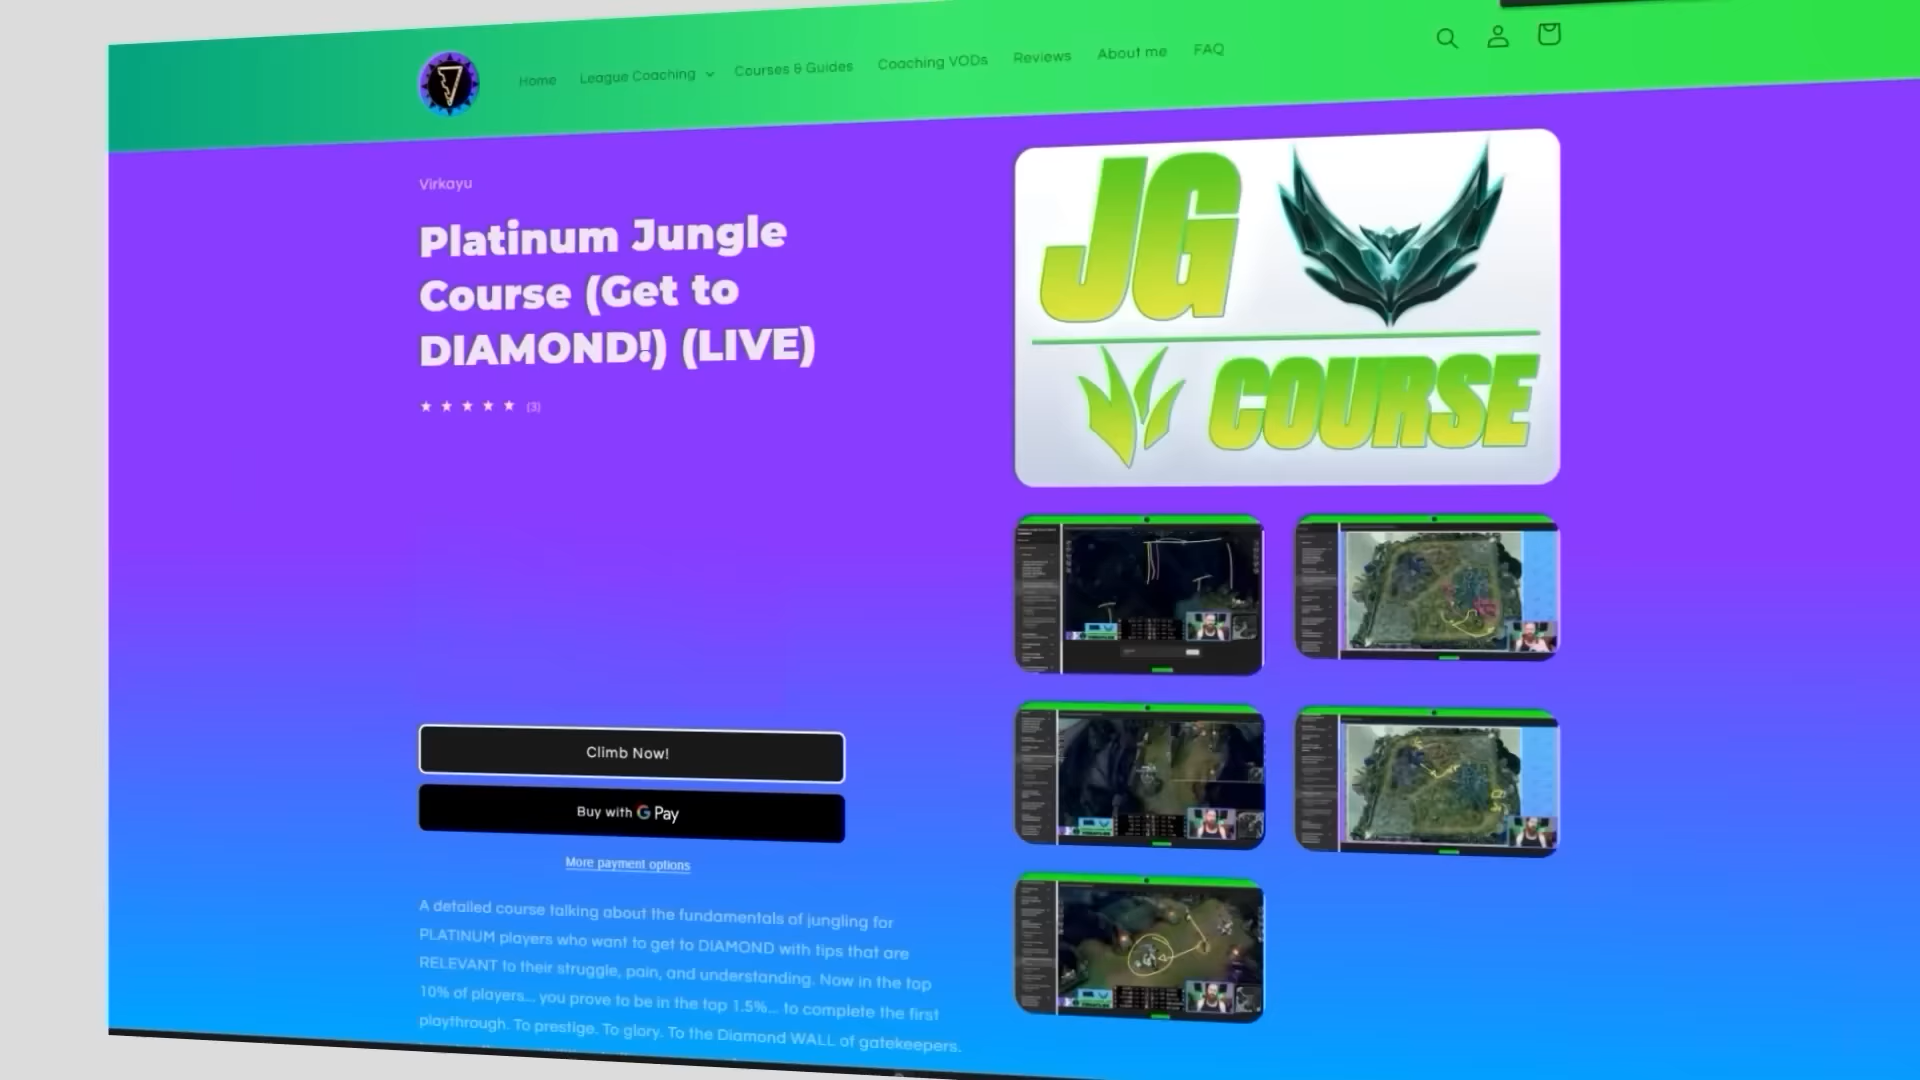 Home
League Coaching
Courses & Guides
Coaching VODs
Reviews
About me
FAQ
Virkayu
Platinum Jungle
Course (Get to
DIAMOND!) (LIVE)
(3)
JG
COURSE
Climb Now!
Buy with G Pay
More payment options
A detailed course talking about the fundamentals of jungling for
PLATINUM players who want to get to DIAMOND with tips that are
RELEVANT to their struggle, pain, and understanding. Now in the top
10% of players... you prove to be in the top 1.5%... to complete the first
playthrough. To prestige. To glory. To the Diamond WALL of gatekeepers.